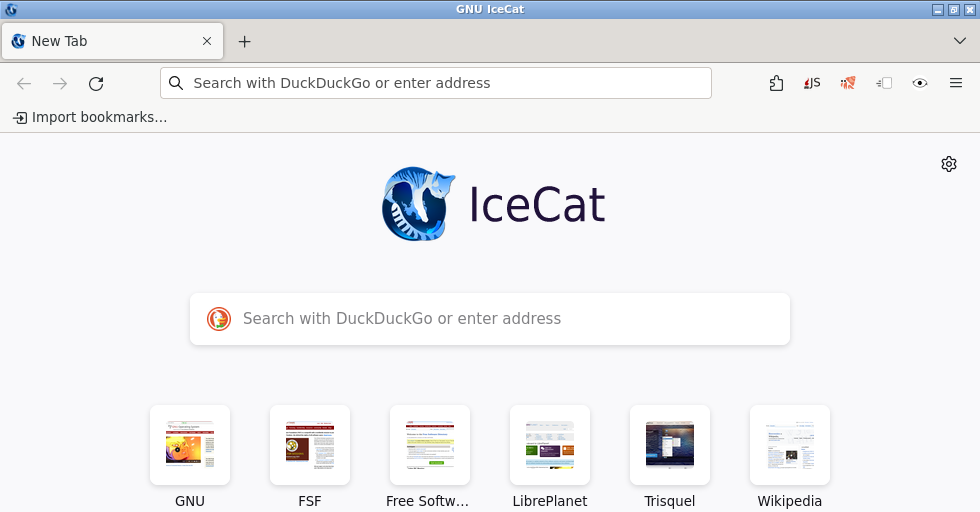 GNU IceCat
New Tab
Search with DuckDuckGo or enter address
JS
Import bookmarks…
IceCat
Search with DuckDuckGo or enter address
GNU
FSF
Free Softw…
LibrePlanet
Trisquel
Wikipedia